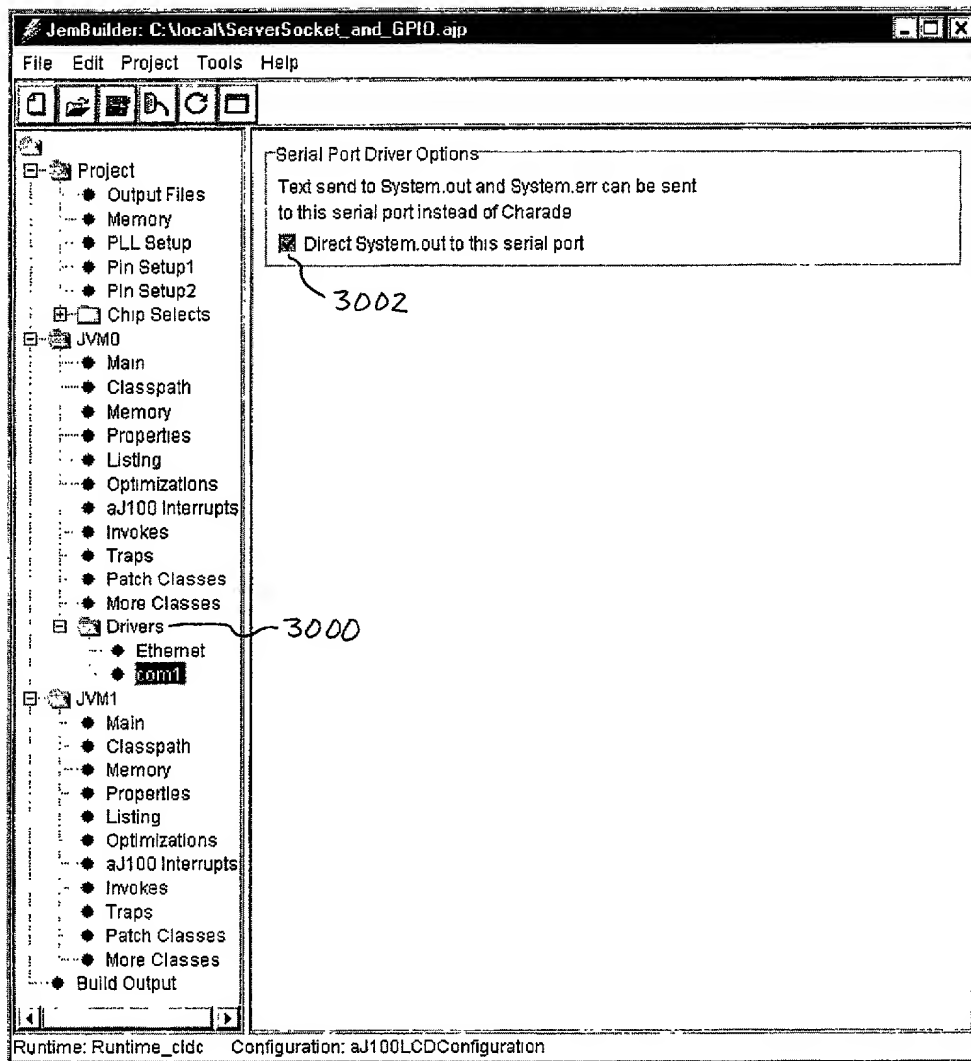 JemBuilder: C:\local\ServerSocket_and_GPIO.ajp
File Edit Project Tools Help
Project
Output Files
Memory
PLL Setup
Pin Setup1
Pin Setup2
Chip Selects
JVM0
Main
Classpath
Memory
Properties
Listing
Optimizations
aJ100 Interrupts
Invokes
Traps
Patch Classes
More Classes
Drivers
Ethernet
com1
JVM1
Main
Classpath
Memory
Properties
Listing
Optimizations
aJ100 Interrupts
Invokes
Traps
Patch Classes
More Classes
Build Output
Serial Port Driver Options
Text send to System.out and System.err can be sent
to this serial port instead of Charade
Direct System.out to this serial port
3002
3000
Runtime: Runtime_cldc Configuration: aJ100LCDConfiguration